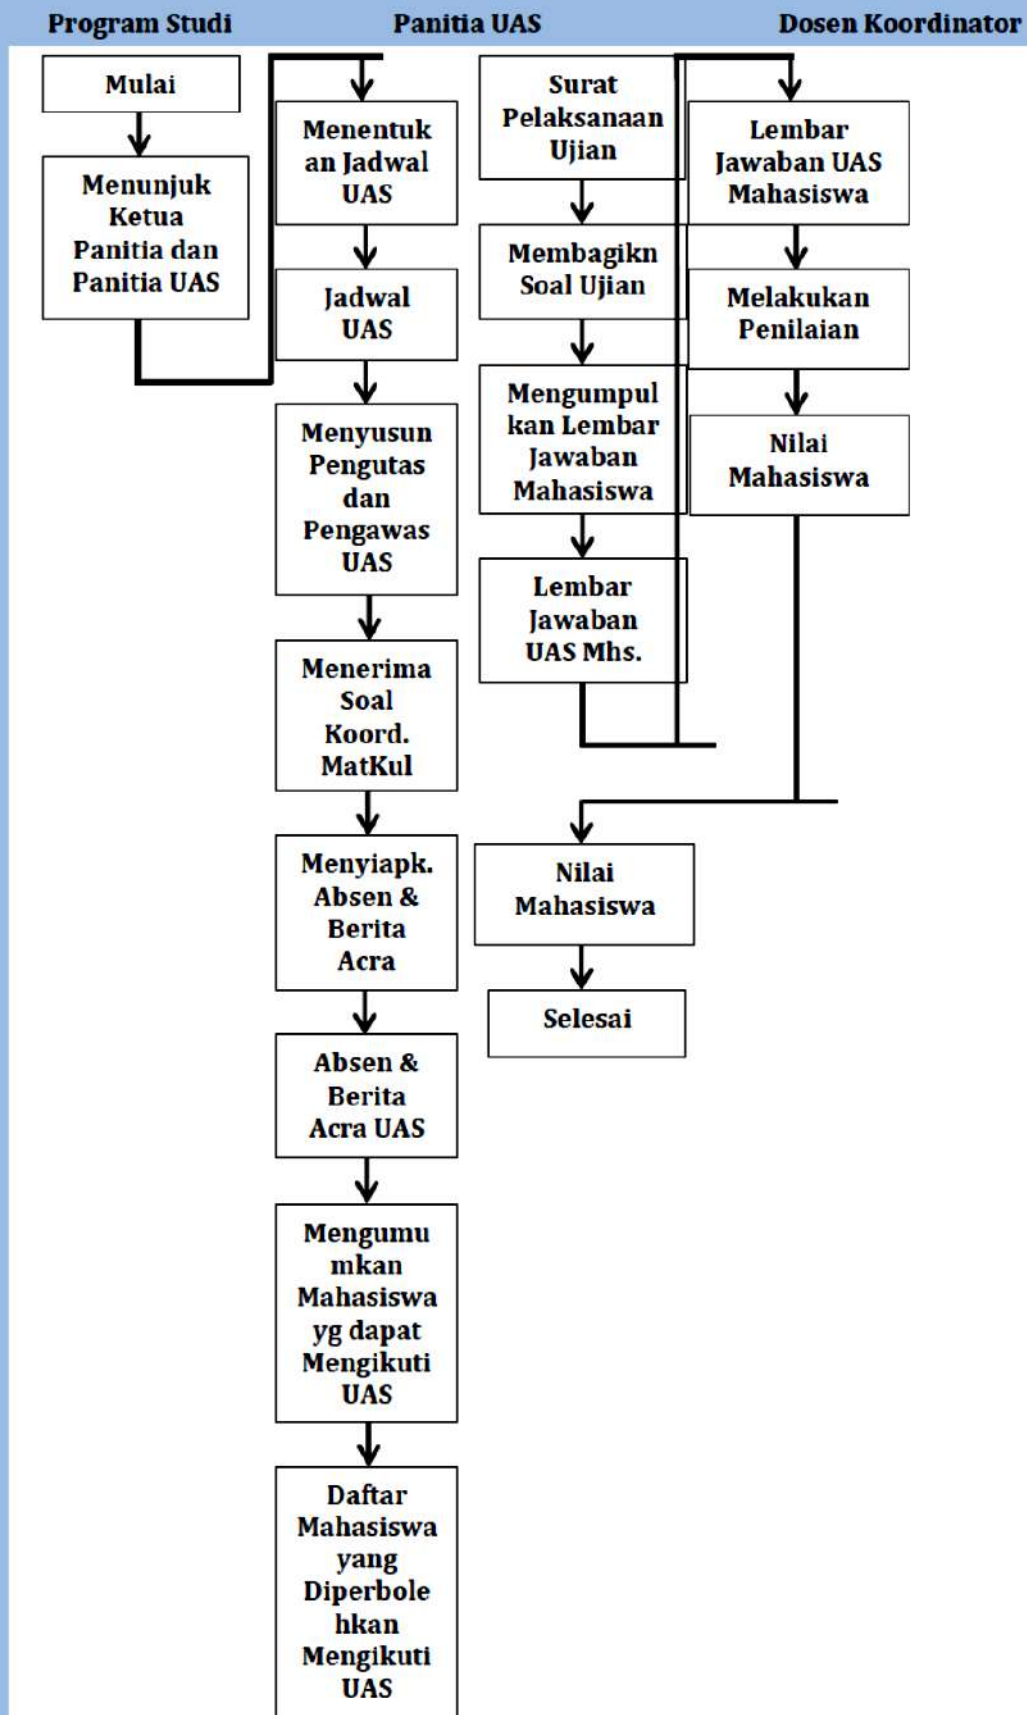 Program Studi
Panitia UAS
Dosen Koordinator
Mulai
Menunjuk
Ketua
Panitia dan
Panitia UAS
Menentuk
an Jadwal
UAS
Jadwal
UAS
Menyusun
Pengutas
dan
Pengawas
UAS
Menerima
Soal
Koord.
MatKul
Menyiapk.
Absen &
Berita
Acra
Absen &
Berita
Acra UAS
Mengumu
mkan
Mahasiswa
yg dapat
Mengikuti
UAS
Daftar
Mahasiswa
yang
Diperbole
hkan
Mengikuti
UAS
Surat
Pelaksanaan
Ujian
Membagikn
Soal Ujian
Mengumpul
kan Lembar
Jawaban
Mahasiswa
Lembar
Jawaban
UAS Mhs.
Lembar
Jawaban UAS
Mahasiswa
Melakukan
Penilaian
Nilai
Mahasiswa
Nilai
Mahasiswa
Selesai